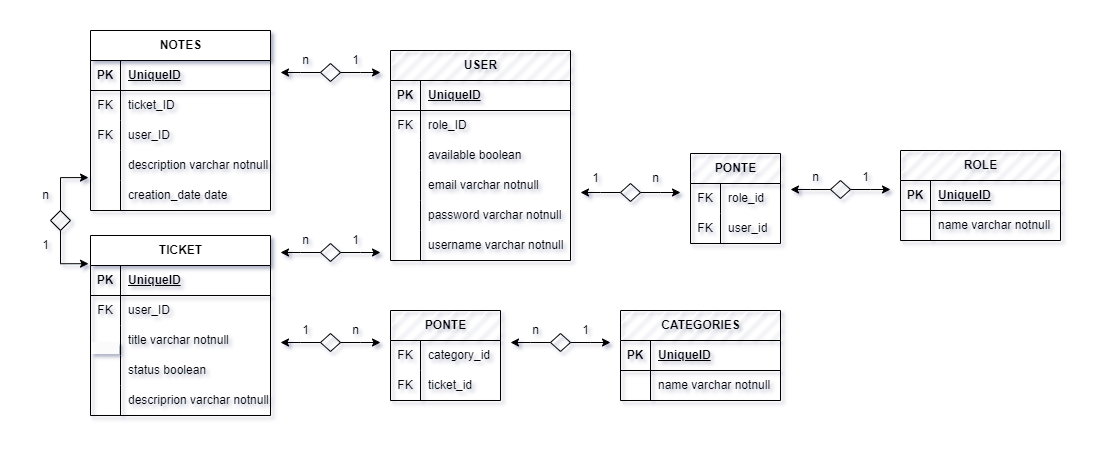 NOTES
PK UniqueID
FK ticket_ID
FK user_ID
description varchar notnull
creation_date date
n 1
USER
PK UniqueID
FK role_ID
available boolean
email varchar notnull
password varchar notnull
username varchar notnull
1 n
PONTE
FK role_id
FK user_id
n 1
ROLE
PK UniqueID
name varchar notnull
n
1
TICKET
PK UniqueID
FK user_ID
title varchar notnull
status boolean
descriprion varchar notnull
n 1
1 n
PONTE
FK category_id
FK ticket_id
n 1
CATEGORIES
PK UniqueID
name varchar notnull